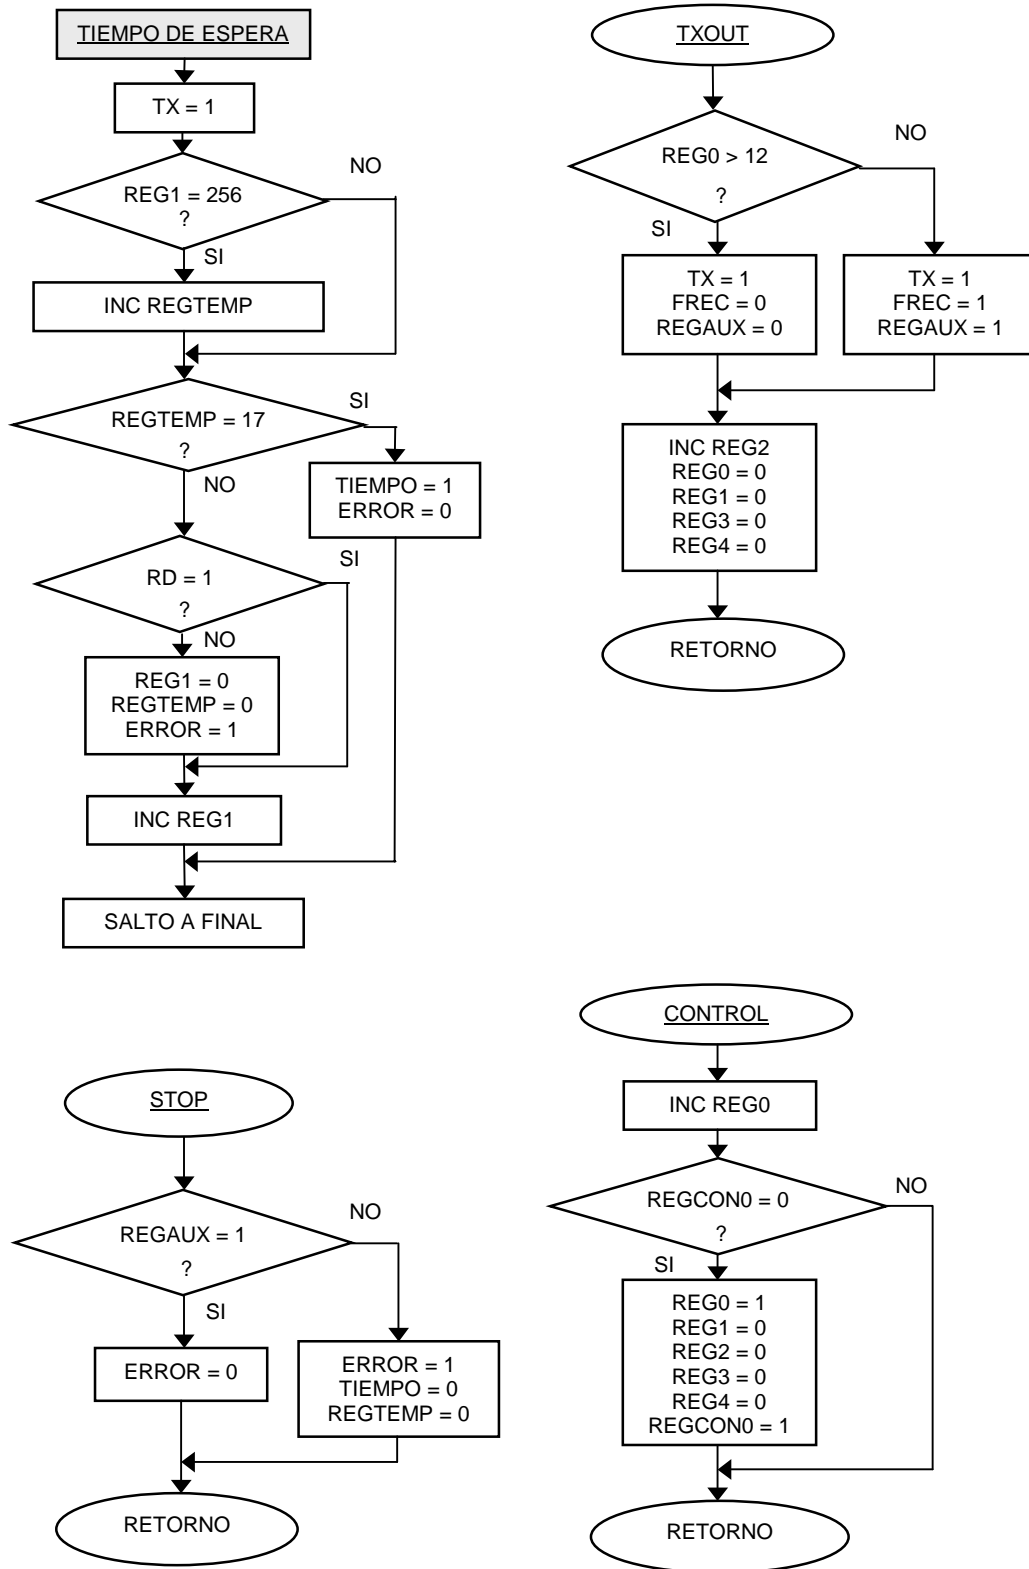 TIEMPO DE ESPERA
TX = 1
REG1 = 256
?
NO
SI
INC REGTEMP
REGTEMP = 17
?
SI
NO
TIEMPO = 1
ERROR = 0
RD = 1
?
SI
NO
REG1 = 0
REGTEMP = 0
ERROR = 1
INC REG1
SALTO A FINAL
TXOUT
REG0 > 12
?
NO
SI
TX = 1
FREC = 0
REGAUX = 0
TX = 1
FREC = 1
REGAUX = 1
INC REG2
REG0 = 0
REG1 = 0
REG3 = 0
REG4 = 0
RETORNO
STOP
REGAUX = 1
?
NO
SI
ERROR = 0
ERROR = 1
TIEMPO = 0
REGTEMP = 0
RETORNO
CONTROL
INC REG0
REGCON0 = 0
?
NO
SI
REG0 = 1
REG1 = 0
REG2 = 0
REG3 = 0
REG4 = 0
REGCON0 = 1
RETORNO